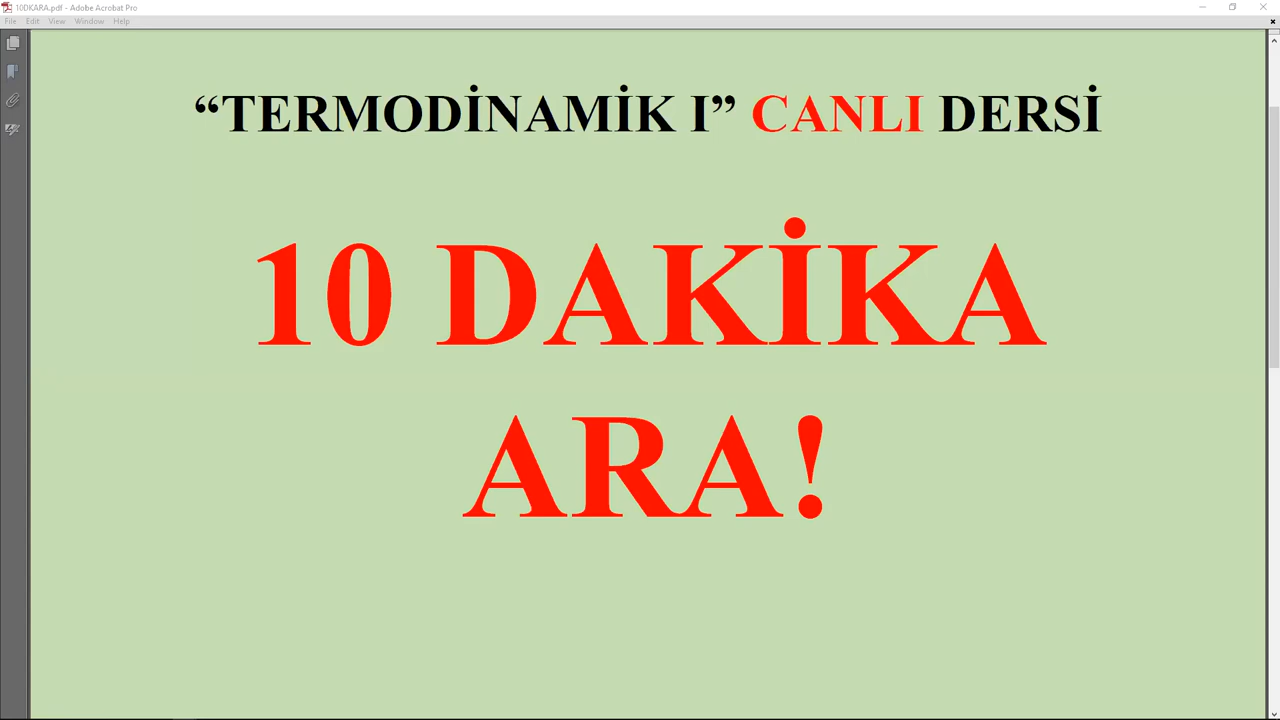 10DKARA.pdf - Adobe Acrobat Pro
File Edit View Window Help
“TERMODİNAMİK I” CANLI DERSİ
10 DAKİKA
ARA!